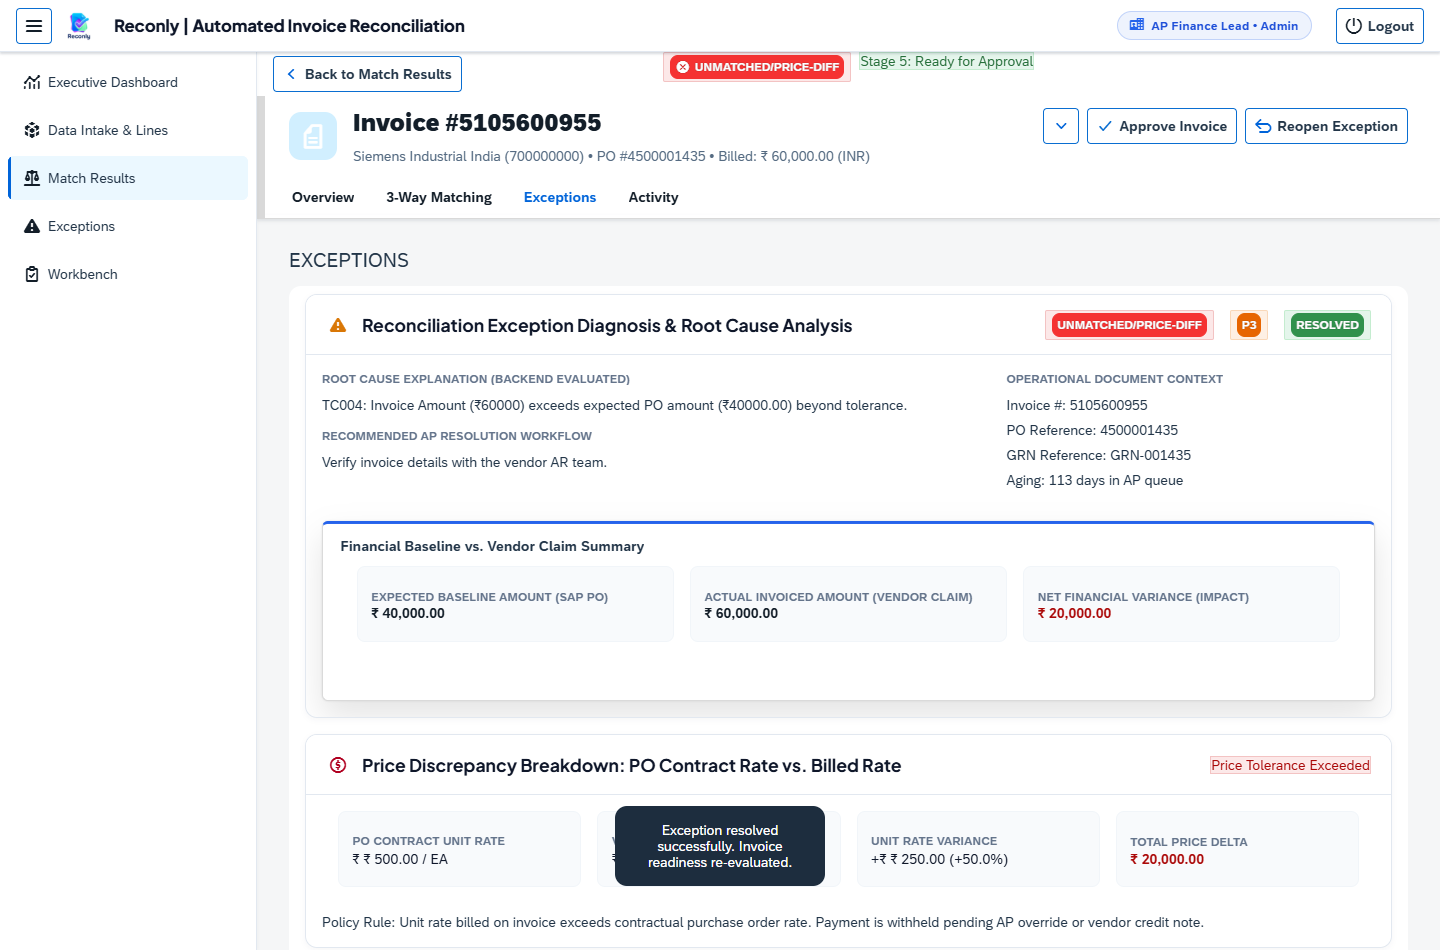 Reconly
Reconly | Automated Invoice Reconciliation
AP Finance Lead • Admin
Logout
Executive Dashboard
Data Intake & Lines
Match Results
Exceptions
Workbench
Back to Match Results
UNMATCHED/PRICE-DIFF
Stage 5: Ready for Approval
Invoice #5105600955
Siemens Industrial India (700000000) • PO #4500001435 • Billed: ₹ 60,000.00 (INR)
Approve Invoice
Reopen Exception
Overview
3-Way Matching
Exceptions
Activity
EXCEPTIONS
Reconciliation Exception Diagnosis & Root Cause Analysis
UNMATCHED/PRICE-DIFF
P3
RESOLVED
ROOT CAUSE EXPLANATION (BACKEND EVALUATED)
TC004: Invoice Amount (₹60000) exceeds expected PO amount (₹40000.00) beyond tolerance.
RECOMMENDED AP RESOLUTION WORKFLOW
Verify invoice details with the vendor AR team.
OPERATIONAL DOCUMENT CONTEXT
Invoice #: 5105600955
PO Reference: 4500001435
GRN Reference: GRN-001435
Aging: 113 days in AP queue
Financial Baseline vs. Vendor Claim Summary
EXPECTED BASELINE AMOUNT (SAP PO)
₹ 40,000.00
ACTUAL INVOICED AMOUNT (VENDOR CLAIM)
₹ 60,000.00
NET FINANCIAL VARIANCE (IMPACT)
₹ 20,000.00
Price Discrepancy Breakdown: PO Contract Rate vs. Billed Rate
Price Tolerance Exceeded
PO CONTRACT UNIT RATE
₹ ₹ 500.00 / EA
Exception resolved
successfully. Invoice
readiness re-evaluated.
UNIT RATE VARIANCE
+₹ ₹ 250.00 (+50.0%)
TOTAL PRICE DELTA
₹ 20,000.00
Policy Rule: Unit rate billed on invoice exceeds contractual purchase order rate. Payment is withheld pending AP override or vendor credit note.